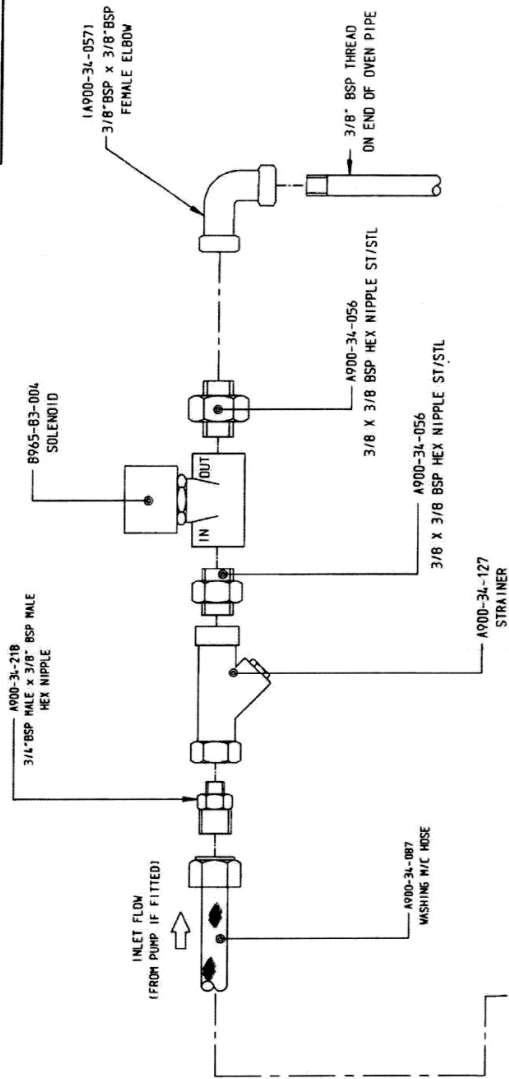 (A900-34-057)
3/8"BSP x 3/8"BSP
FEMALE ELBOW
3/8" BSP THREAD
ON END OF OVEN PIPE
B965-83-004
SOLENOID
IN
OUT
A900-34-056
3/8 X 3/8 BSP HEX NIPPLE ST/STL
A900-34-056
3/8 X 3/8 BSP HEX NIPPLE ST/STL
A900-34-218
3/4"BSP MALE x 3/8" BSP MALE
HEX NIPPLE
A900-34-127
STRAINER
INLET FLOW
(FROM PUMP IF FITTED)
A900-34-087
WASHING M/C HOSE